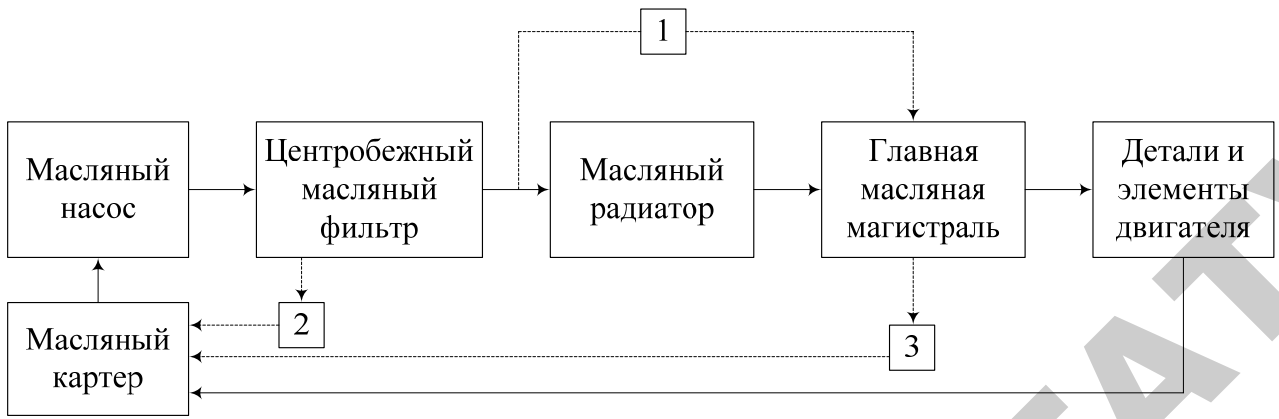 1
Масляный
насос
Центробежный
масляный
фильтр
Масляный
радиатор
Главная
масляная
магистраль
Детали и
элементы
двигателя
2
3
Масляный
картер